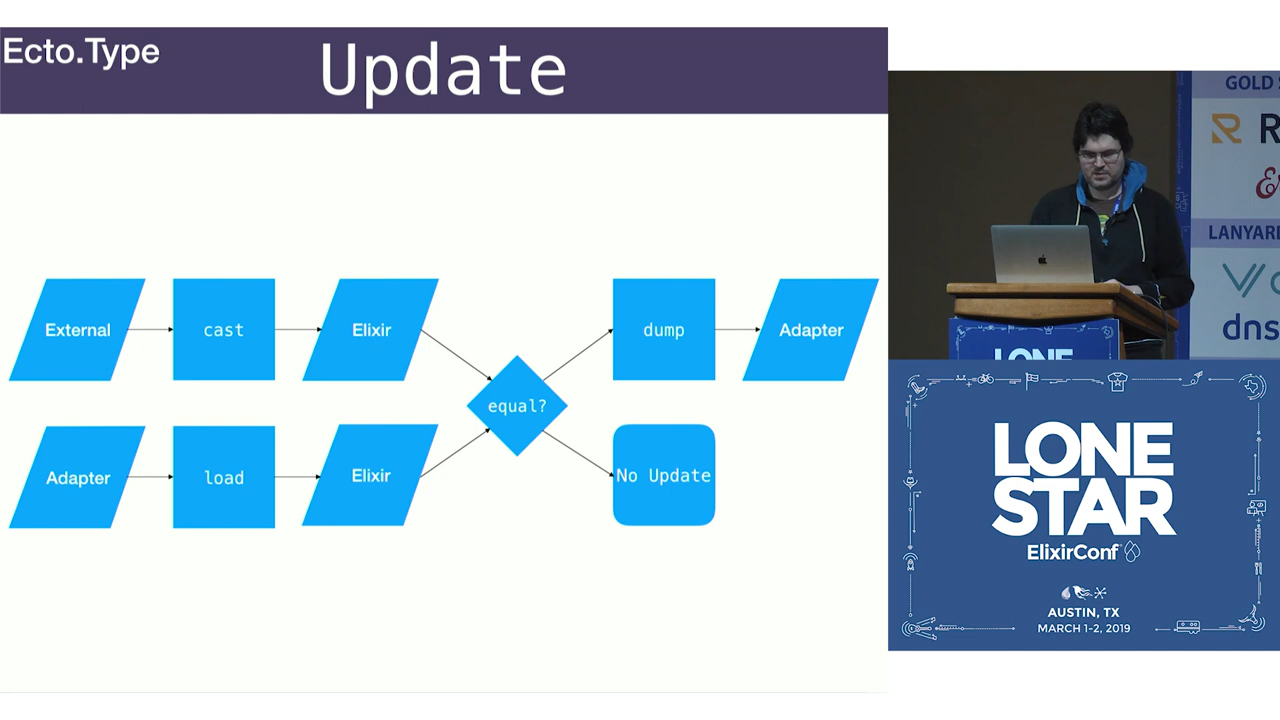 Ecto.Type
Update
External
cast
Elixir
dump
Adapter
equal?
Adapter
load
Elixir
No Update
GOLD
R
LANYARD
dns
LONE
LONE
STAR
ElixirConf
AUSTIN, TX
MARCH 1-2, 2019